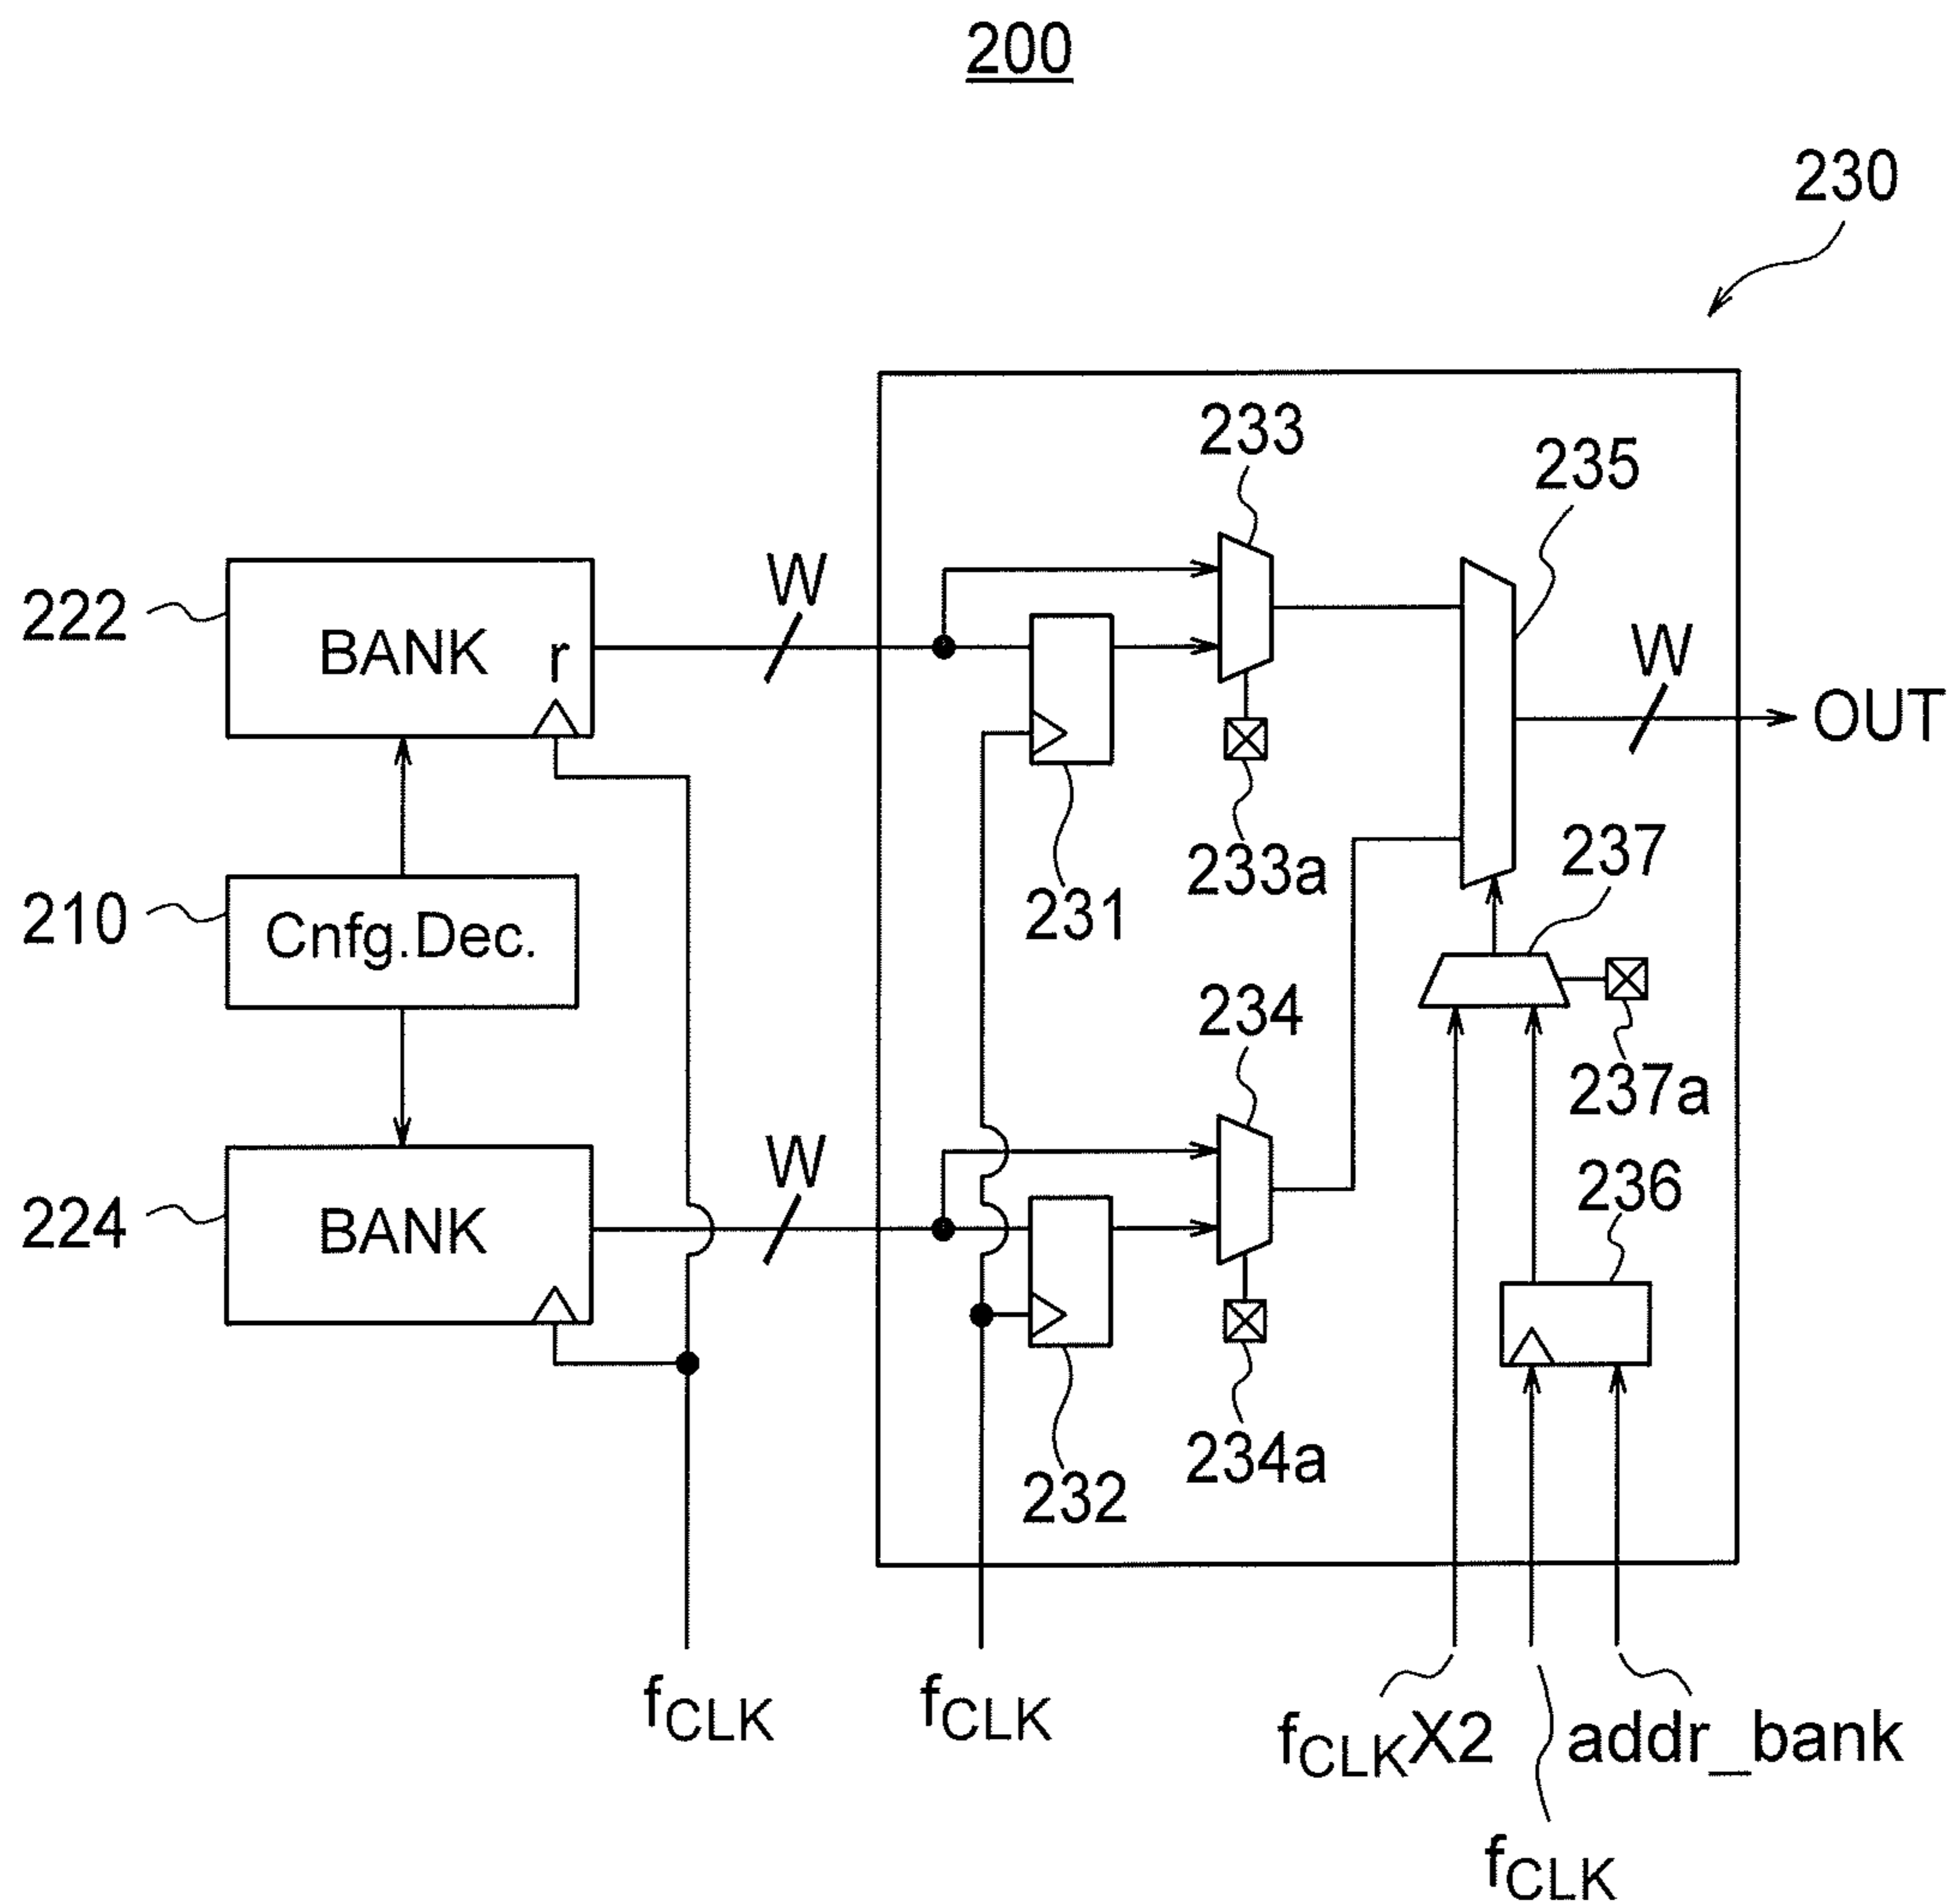 200
230
233
235
W
222
BANK r
W
OUT
237
233a
231
210
Cnfg.Dec.
234
237a
W
236
224
BANK
234a
232
fCLK
fCLK
fCLKX2
addr_bank
fCLK